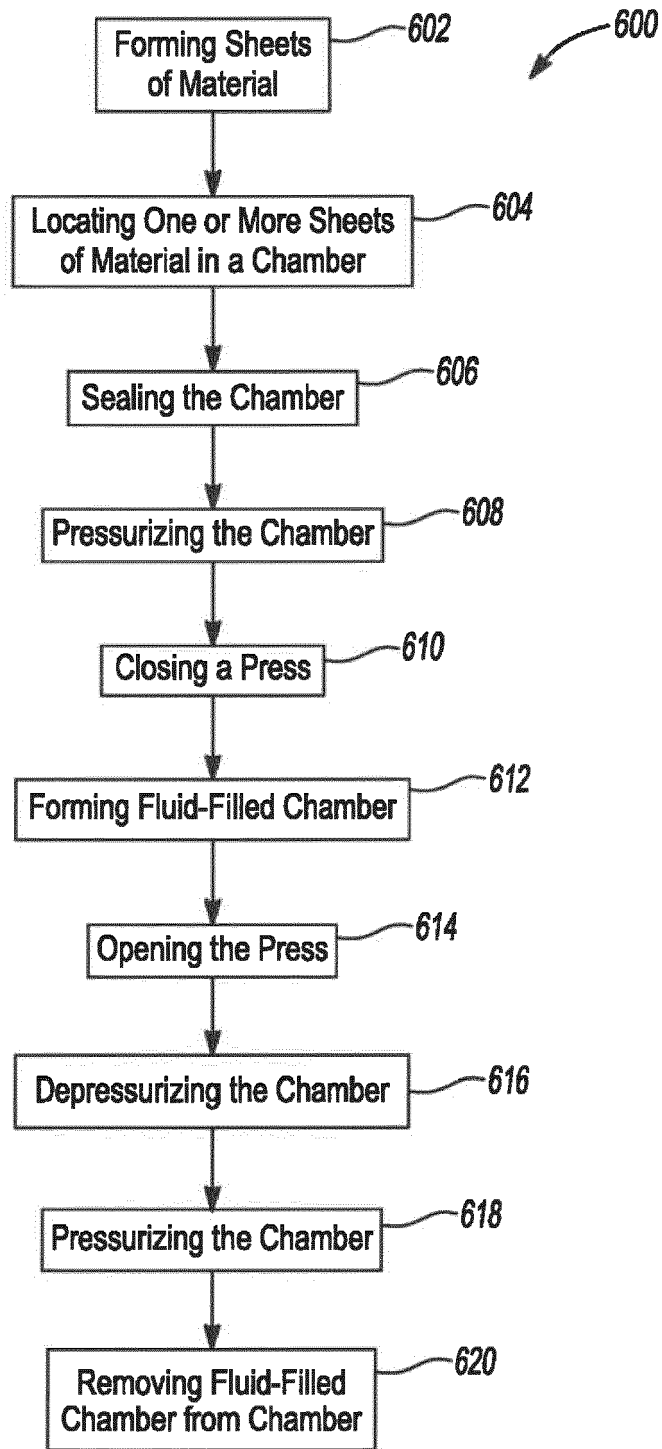 Forming Sheets
of Material
602
600
Locating One or More Sheets
of Material in a Chamber
604
Sealing the Chamber
606
Pressurizing the Chamber
608
Closing a Press
610
Forming Fluid-Filled Chamber
612
Opening the Press
614
Depressurizing the Chamber
616
Pressurizing the Chamber
618
Removing Fluid-Filled
Chamber from Chamber
620